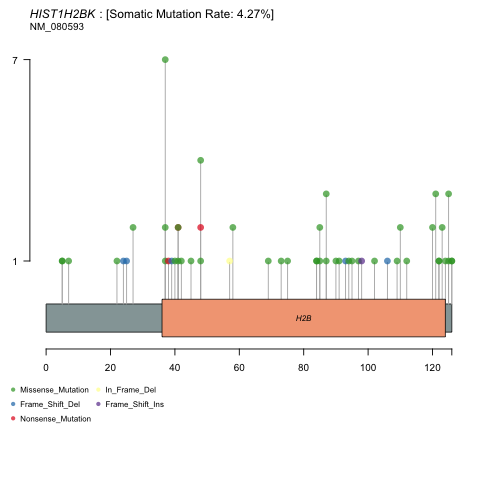 HIST1H2BK : [Somatic Mutation Rate: 4.27%]
NM_080593
7
1
H2B
0 20 40 60 80 100 120
Missense_Mutation In_Frame_Del
Frame_Shift_Del Frame_Shift_Ins
Nonsense_Mutation